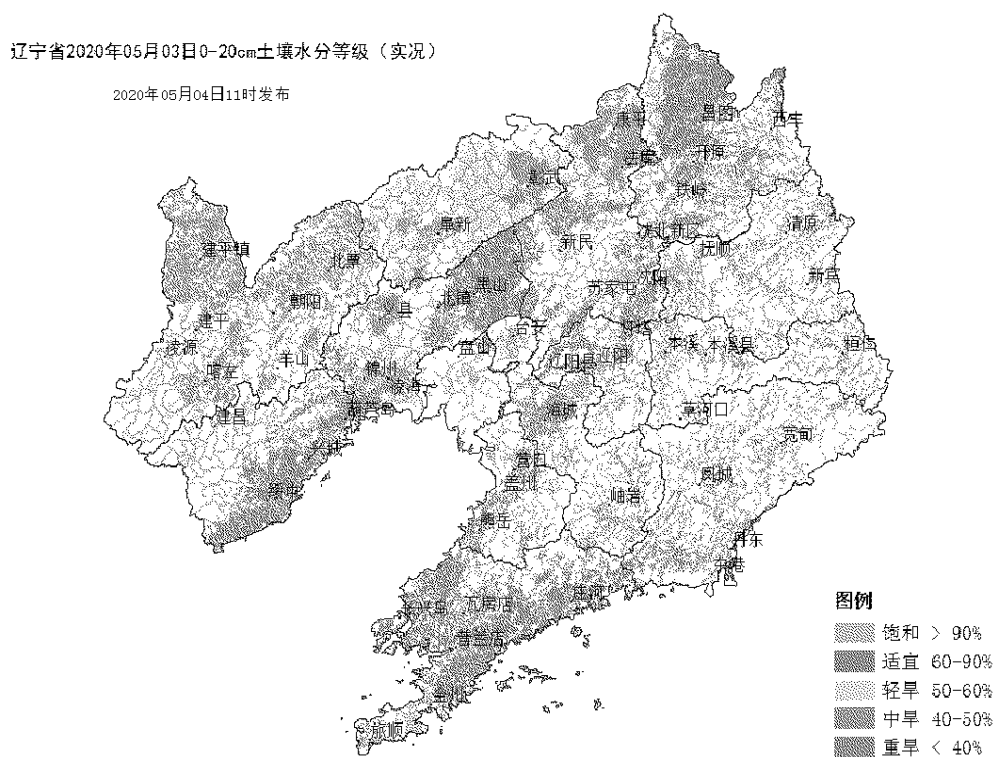 辽宁省2020年05月03日0-20cm土壤水分等级（实况）
2020年05月04日11时发布
昌图
康平
西丰
法库
开原
彰武
铁岭
阜新
新民
沈北新区
清原
抚顺
建平镇
北票
沈阳
新宾
苏家屯
黑山
北镇
朝阳
县
建平
台安
灯塔
凌源
盘山
本溪
本溪县
桓仁
羊山
辽阳县
辽阳
喀左
锦州
凌海
建昌
葫芦岛
海城
草河口
宽甸
兴城
营口
凤城
盖州
绥中
岫岩
熊岳
丹东
东港
庄河
长兴岛
瓦房店
普兰店
金州
旅顺
图例
饱和 > 90%
适宜 60-90%
轻旱 50-60%
中旱 40-50%
重旱 < 40%